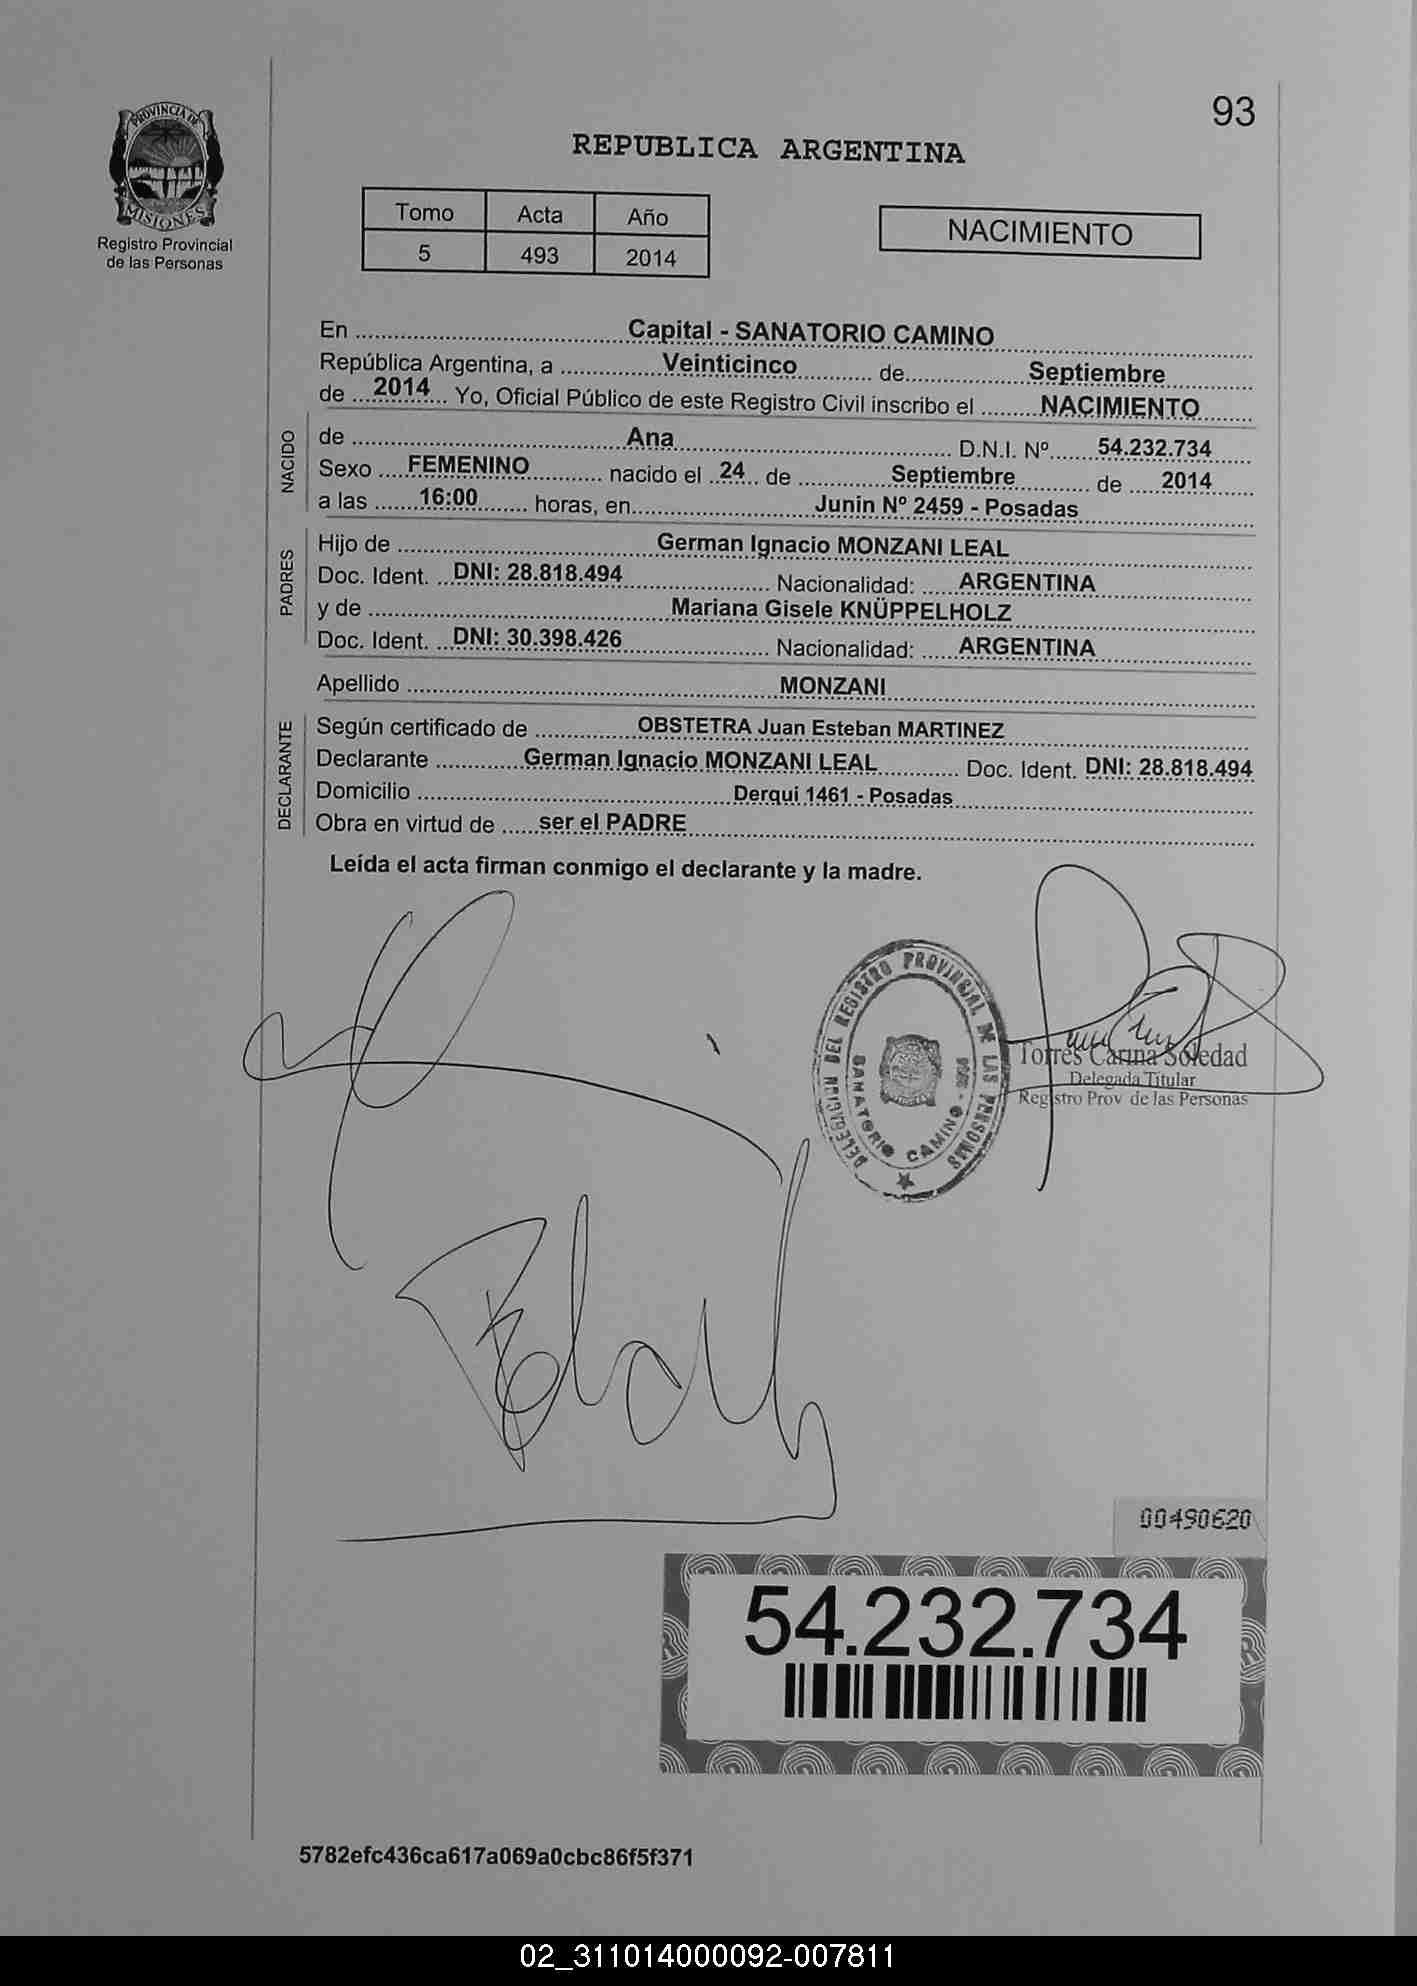 93
PROVINCIA DE
MISIONES
Registro Provincial
de las Personas
REPUBLICA ARGENTINA
Tomo Acta Año
5 493 2014
NACIMIENTO
En Capital - SANATORIO CAMINO
República Argentina, a Veinticinco de Septiembre
de 2014 Yo, Oficial Público de este Registro Civil inscribo el NACIMIENTO
NACIDO
de Ana D.N.I. Nº 54.232.734
Sexo FEMENINO nacido el 24 de Septiembre de 2014
a las 16:00 horas, en Junin Nº 2459 - Posadas
PADRES
Hijo de German Ignacio MONZANI LEAL
Doc. Ident. DNI: 28.818.494 Nacionalidad: ARGENTINA
y de Mariana Gisele KNÜPPELHOLZ
Doc. Ident. DNI: 30.398.426 Nacionalidad: ARGENTINA
Apellido MONZANI
DECLARANTE
Según certificado de OBSTETRA Juan Esteban MARTINEZ
Declarante German Ignacio MONZANI LEAL Doc. Ident. DNI: 28.818.494
Domicilio Derqui 1461 - Posadas
Obra en virtud de ser el PADRE
Leída el acta firman conmigo el declarante y la madre.
DELEGACION DEL REGISTRO PROVINCIAL DE LAS PERSONAS
SANATORIO CAMINO
Torres Carina Soledad
Delegada Titular
Registro Prov de las Personas
00490620
54.232.734
5782efc436ca617a069a0cbc86f5f371
02_311014000092-007811